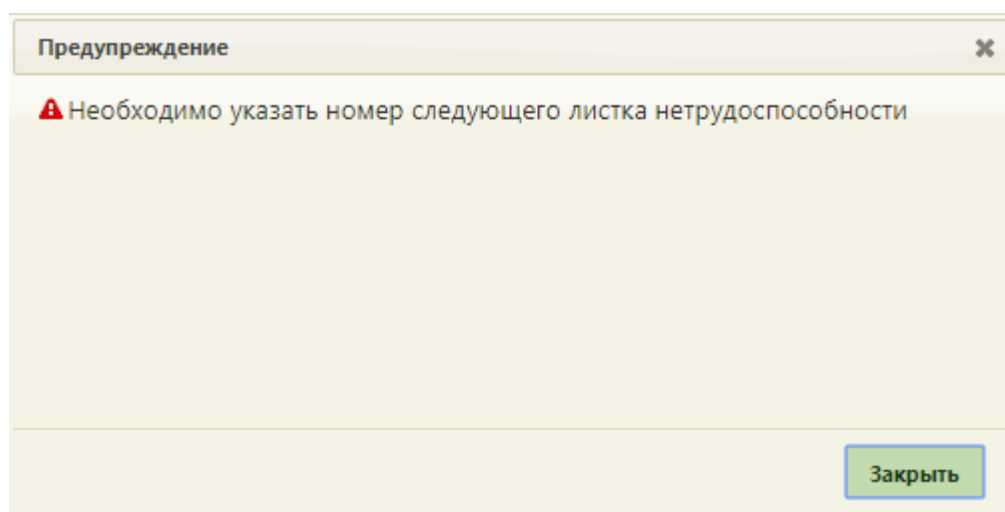 Предупреждение
Необходимо указать номер следующего листка нетрудоспособности
Закрыть